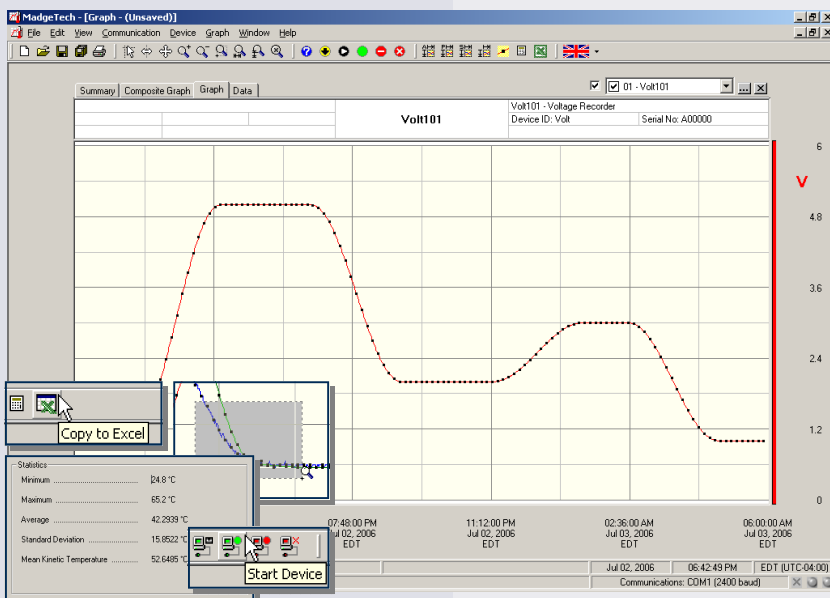 MadgeTech - [Graph - (Unsaved)]
File Edit View Communication Device Graph Window Help
Summary Composite Graph Graph Data
01 - Volt101
Volt101
Volt101 - Voltage Recorder
Device ID: Volt Serial No: A00000
6
V
4.8
3.6
2.4
1.2
0
Copy to Excel
Statistics
Minimum 24.8 °C
Maximum 65.2 °C
Average 42.2939 °C
Standard Deviation 15.8522 °C
Mean Kinetic Temperature 52.6485 °C
Start Device
07:48:00 PM
Jul 02, 2006
EDT
11:12:00 PM
Jul 02, 2006
EDT
02:36:00 AM
Jul 03, 2006
EDT
06:00:00 AM
Jul 03, 2006
EDT
Jul 02, 2006 06:42:49 PM EDT (UTC-04:00)
Communications: COM1 (2400 baud)